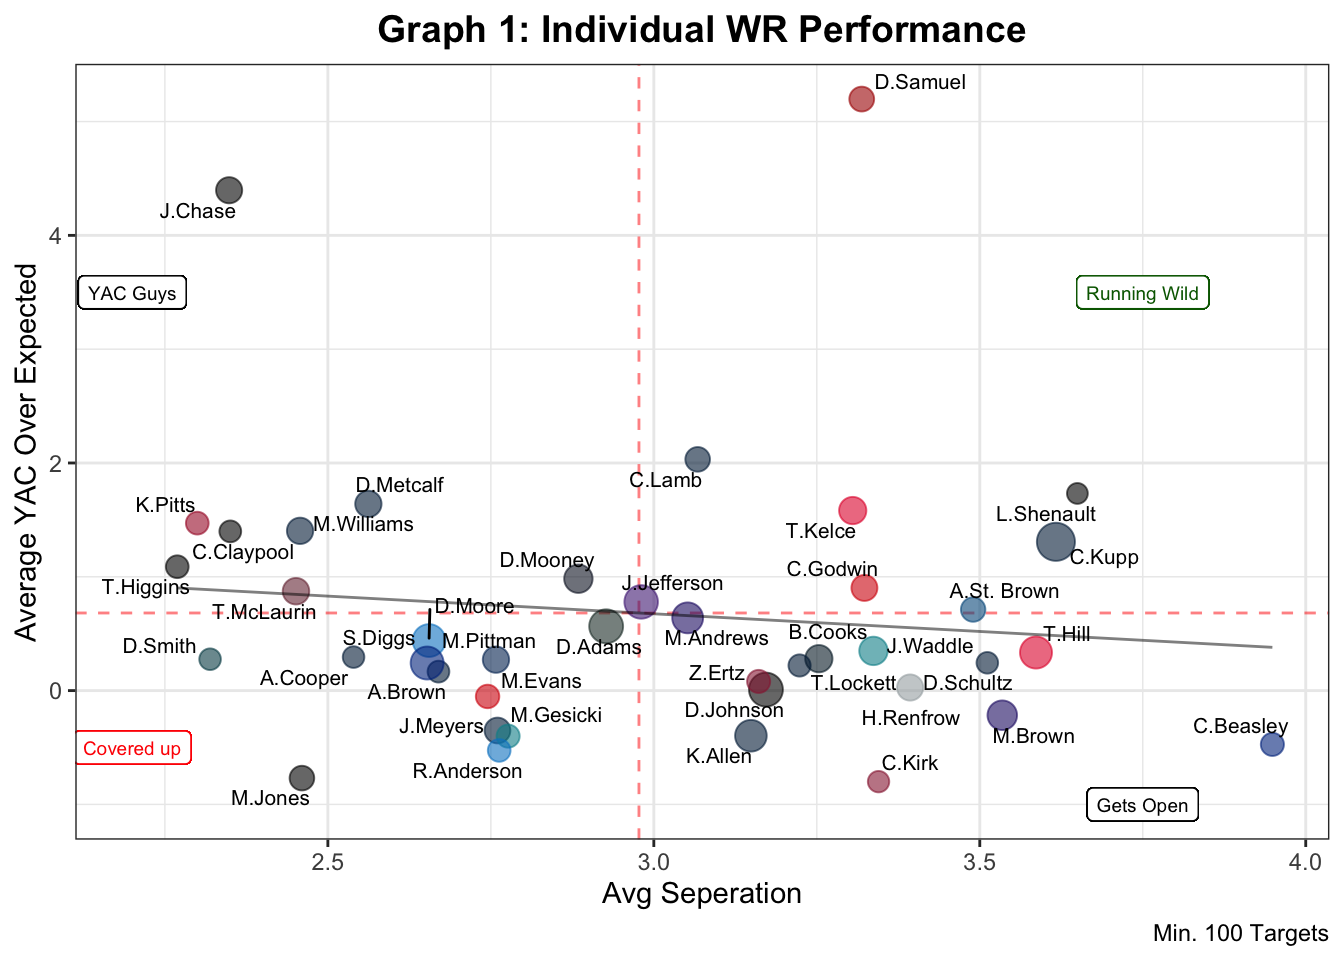 Graph 1: Individual WR Performance
D.Samuel
J.Chase
4
YAC Guys
Running Wild
Average YAC Over Expected
2
C.Lamb
D.Metcalf
K.Pitts
M.Williams
L.Shenault
T.Kelce
C.Claypool
C.Kupp
D.Mooney
C.Godwin
T.Higgins
J.Jefferson
A.St. Brown
T.McLaurin
D.Moore
S.Diggs
M.Pittman
D.Adams
M.Andrews
B.Cooks
J.Waddle
T.Hill
D.Smith
A.Cooper
A.Brown
M.Evans
Z.Ertz
T.Lockett
D.Schultz
0
D.Johnson
J.Meyers
M.Gesicki
H.Renfrow
M.Brown
C.Beasley
Covered up
R.Anderson
K.Allen
C.Kirk
M.Jones
Gets Open
2.5
3.0
3.5
4.0
Avg Seperation
Min. 100 Targets